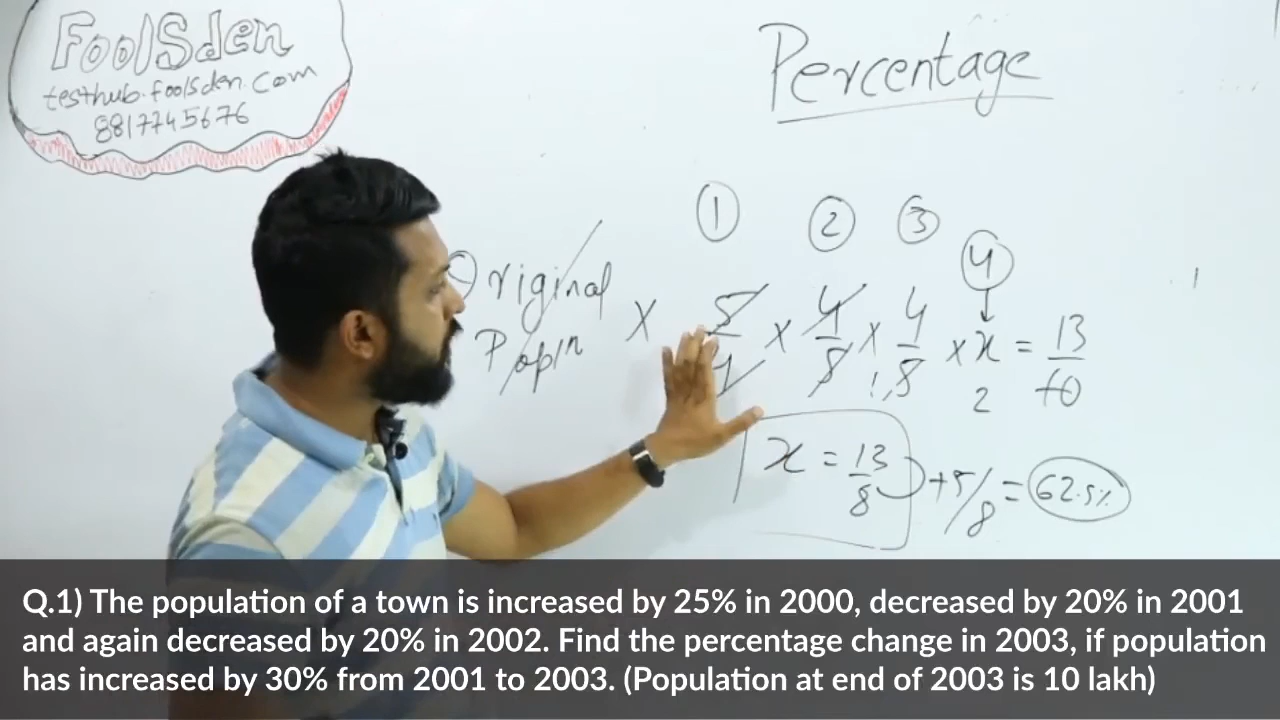 FoolSden
testhub.foolsden.com
8817745676
Percentage
1 2 3 4
Original Popln × 5/4 × 4/5 × 4/5 × x = 13/10
2
x = 13/8 +5/8 = 62.5%
Q.1) The population of a town is increased by 25% in 2000, decreased by 20% in 2001
and again decreased by 20% in 2002. Find the percentage change in 2003, if population
has increased by 30% from 2001 to 2003. (Population at end of 2003 is 10 lakh)